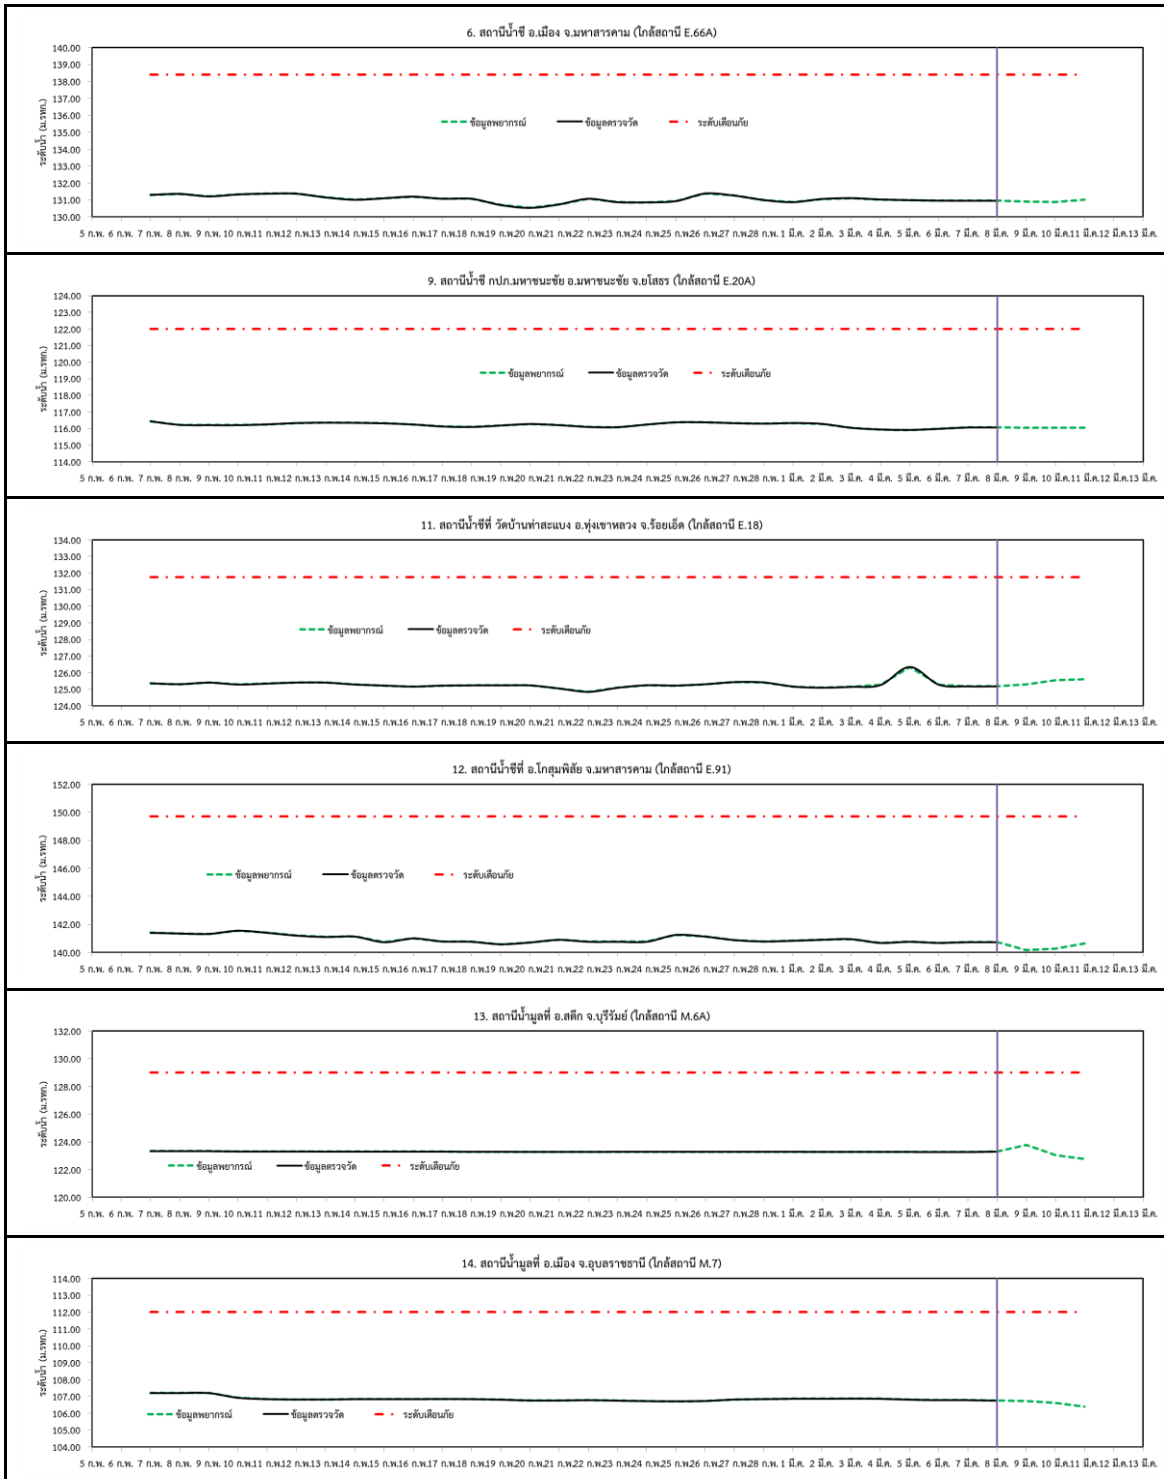 6. สถานีน้ำชี อ.เมือง จ.มหาสารคาม (ใกล้สถานี E.66A)
ระดับน้ำ (ม.รทก.)
140.00
139.00
138.00
137.00
136.00
135.00
134.00
133.00
132.00
131.00
130.00
ข้อมูลพยากรณ์ ข้อมูลตรวจวัด ระดับเตือนภัย
5 ก.พ. 6 ก.พ. 7 ก.พ. 8 ก.พ. 9 ก.พ. 10 ก.พ. 11 ก.พ. 12 ก.พ. 13 ก.พ. 14 ก.พ. 15 ก.พ. 16 ก.พ. 17 ก.พ. 18 ก.พ. 19 ก.พ. 20 ก.พ. 21 ก.พ. 22 ก.พ. 23 ก.พ. 24 ก.พ. 25 ก.พ. 26 ก.พ. 27 ก.พ. 28 ก.พ. 1 มี.ค. 2 มี.ค. 3 มี.ค. 4 มี.ค. 5 มี.ค. 6 มี.ค. 7 มี.ค. 8 มี.ค. 9 มี.ค. 10 มี.ค. 11 มี.ค. 12 มี.ค. 13 มี.ค.
9. สถานีน้ำชี กปภ.มหาชนะชัย อ.มหาชนะชัย จ.ยโสธร (ใกล้สถานี E.20A)
ระดับน้ำ (ม.รทก.)
124.00
123.00
122.00
121.00
120.00
119.00
118.00
117.00
116.00
115.00
114.00
ข้อมูลพยากรณ์ ข้อมูลตรวจวัด ระดับเตือนภัย
5 ก.พ. 6 ก.พ. 7 ก.พ. 8 ก.พ. 9 ก.พ. 10 ก.พ. 11 ก.พ. 12 ก.พ. 13 ก.พ. 14 ก.พ. 15 ก.พ. 16 ก.พ. 17 ก.พ. 18 ก.พ. 19 ก.พ. 20 ก.พ. 21 ก.พ. 22 ก.พ. 23 ก.พ. 24 ก.พ. 25 ก.พ. 26 ก.พ. 27 ก.พ. 28 ก.พ. 1 มี.ค. 2 มี.ค. 3 มี.ค. 4 มี.ค. 5 มี.ค. 6 มี.ค. 7 มี.ค. 8 มี.ค. 9 มี.ค. 10 มี.ค. 11 มี.ค. 12 มี.ค. 13 มี.ค.
11. สถานีน้ำชีที่ วัดบ้านท่าสะแบง อ.ทุ่งเขาหลวง จ.ร้อยเอ็ด (ใกล้สถานี E.18)
ระดับน้ำ (ม.รทก.)
134.00
133.00
132.00
131.00
130.00
129.00
128.00
127.00
126.00
125.00
124.00
ข้อมูลพยากรณ์ ข้อมูลตรวจวัด ระดับเตือนภัย
5 ก.พ. 6 ก.พ. 7 ก.พ. 8 ก.พ. 9 ก.พ. 10 ก.พ. 11 ก.พ. 12 ก.พ. 13 ก.พ. 14 ก.พ. 15 ก.พ. 16 ก.พ. 17 ก.พ. 18 ก.พ. 19 ก.พ. 20 ก.พ. 21 ก.พ. 22 ก.พ. 23 ก.พ. 24 ก.พ. 25 ก.พ. 26 ก.พ. 27 ก.พ. 28 ก.พ. 1 มี.ค. 2 มี.ค. 3 มี.ค. 4 มี.ค. 5 มี.ค. 6 มี.ค. 7 มี.ค. 8 มี.ค. 9 มี.ค. 10 มี.ค. 11 มี.ค. 12 มี.ค. 13 มี.ค.
12. สถานีน้ำชีที่ อ.โกสุมพิสัย จ.มหาสารคาม (ใกล้สถานี E.91)
ระดับน้ำ (ม.รทก.)
152.00
150.00
148.00
146.00
144.00
142.00
140.00
ข้อมูลพยากรณ์ ข้อมูลตรวจวัด ระดับเตือนภัย
5 ก.พ. 6 ก.พ. 7 ก.พ. 8 ก.พ. 9 ก.พ. 10 ก.พ. 11 ก.พ. 12 ก.พ. 13 ก.พ. 14 ก.พ. 15 ก.พ. 16 ก.พ. 17 ก.พ. 18 ก.พ. 19 ก.พ. 20 ก.พ. 21 ก.พ. 22 ก.พ. 23 ก.พ. 24 ก.พ. 25 ก.พ. 26 ก.พ. 27 ก.พ. 28 ก.พ. 1 มี.ค. 2 มี.ค. 3 มี.ค. 4 มี.ค. 5 มี.ค. 6 มี.ค. 7 มี.ค. 8 มี.ค. 9 มี.ค. 10 มี.ค. 11 มี.ค. 12 มี.ค. 13 มี.ค.
13. สถานีน้ำมูลที่ อ.สตึก จ.บุรีรัมย์ (ใกล้สถานี M.6A)
ระดับน้ำ (ม.รทก.)
132.00
130.00
128.00
126.00
124.00
122.00
120.00
ข้อมูลพยากรณ์ ข้อมูลตรวจวัด ระดับเตือนภัย
5 ก.พ. 6 ก.พ. 7 ก.พ. 8 ก.พ. 9 ก.พ. 10 ก.พ. 11 ก.พ. 12 ก.พ. 13 ก.พ. 14 ก.พ. 15 ก.พ. 16 ก.พ. 17 ก.พ. 18 ก.พ. 19 ก.พ. 20 ก.พ. 21 ก.พ. 22 ก.พ. 23 ก.พ. 24 ก.พ. 25 ก.พ. 26 ก.พ. 27 ก.พ. 28 ก.พ. 1 มี.ค. 2 มี.ค. 3 มี.ค. 4 มี.ค. 5 มี.ค. 6 มี.ค. 7 มี.ค. 8 มี.ค. 9 มี.ค. 10 มี.ค. 11 มี.ค. 12 มี.ค. 13 มี.ค.
14. สถานีน้ำมูลที่ อ.เมือง จ.อุบลราชธานี (ใกล้สถานี M.7)
ระดับน้ำ (ม.รทก.)
114.00
113.00
112.00
111.00
110.00
109.00
108.00
107.00
106.00
105.00
104.00
ข้อมูลพยากรณ์ ข้อมูลตรวจวัด ระดับเตือนภัย
5 ก.พ. 6 ก.พ. 7 ก.พ. 8 ก.พ. 9 ก.พ. 10 ก.พ. 11 ก.พ. 12 ก.พ. 13 ก.พ. 14 ก.พ. 15 ก.พ. 16 ก.พ. 17 ก.พ. 18 ก.พ. 19 ก.พ. 20 ก.พ. 21 ก.พ. 22 ก.พ. 23 ก.พ. 24 ก.พ. 25 ก.พ. 26 ก.พ. 27 ก.พ. 28 ก.พ. 1 มี.ค. 2 มี.ค. 3 มี.ค. 4 มี.ค. 5 มี.ค. 6 มี.ค. 7 มี.ค. 8 มี.ค. 9 มี.ค. 10 มี.ค. 11 มี.ค. 12 มี.ค. 13 มี.ค.